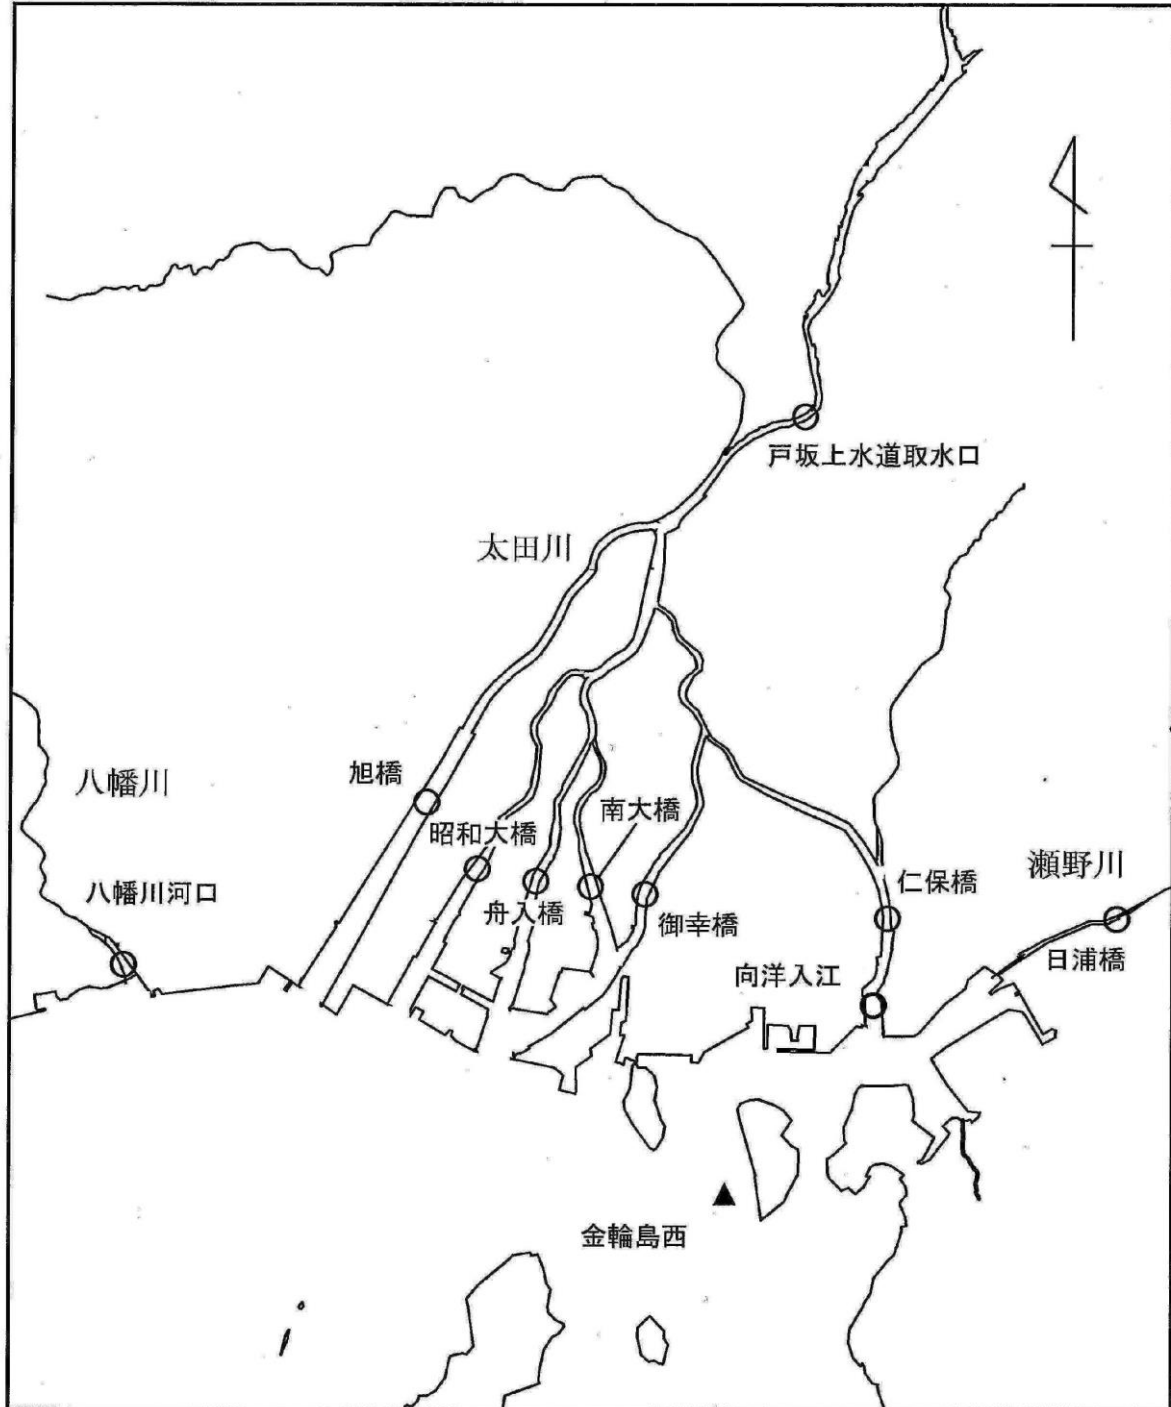 戸坂上水道取水口
太田川
八幡川
旭橋
南大橋
昭和大橋
瀬野川
八幡川河口
仁保橋
舟入橋
御幸橋
日浦橋
向洋入江
金輪島西